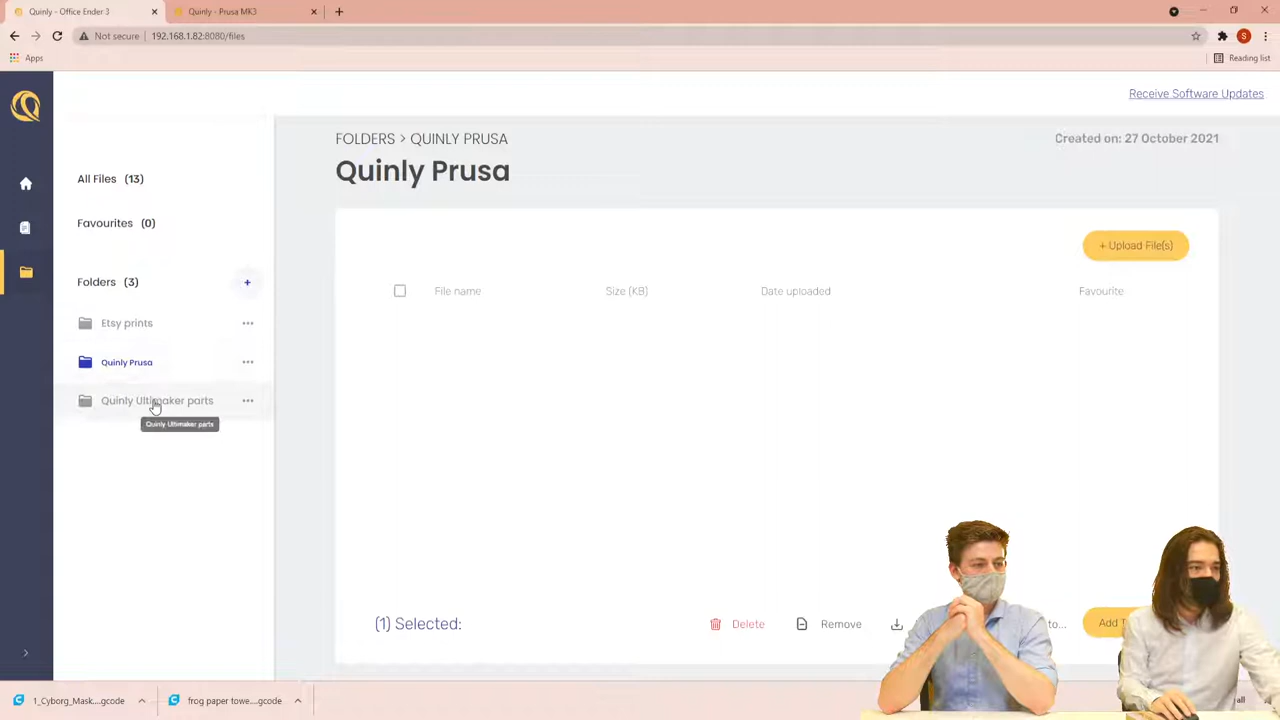 Quinly - Office Ender 3
Quinly - Prusa MK3
Not secure | 192.168.1.82:8080/files
S
Apps
Reading list
Receive Software Updates
FOLDERS > QUINLY PRUSA
Created on: 27 October 2021
Quinly Prusa
All Files (13)
Favourites (0)
+ Upload File(s)
Folders (3)
+
File name
Size (KB)
Date uploaded
Favourite
Etsy prints
Quinly Prusa
Quinly Ultimaker parts
Quinly Ultimaker parts
(1) Selected:
Delete
Remove
to...
Add
1_Cyborg_Mask....gcode
frog paper towe....gcode
all